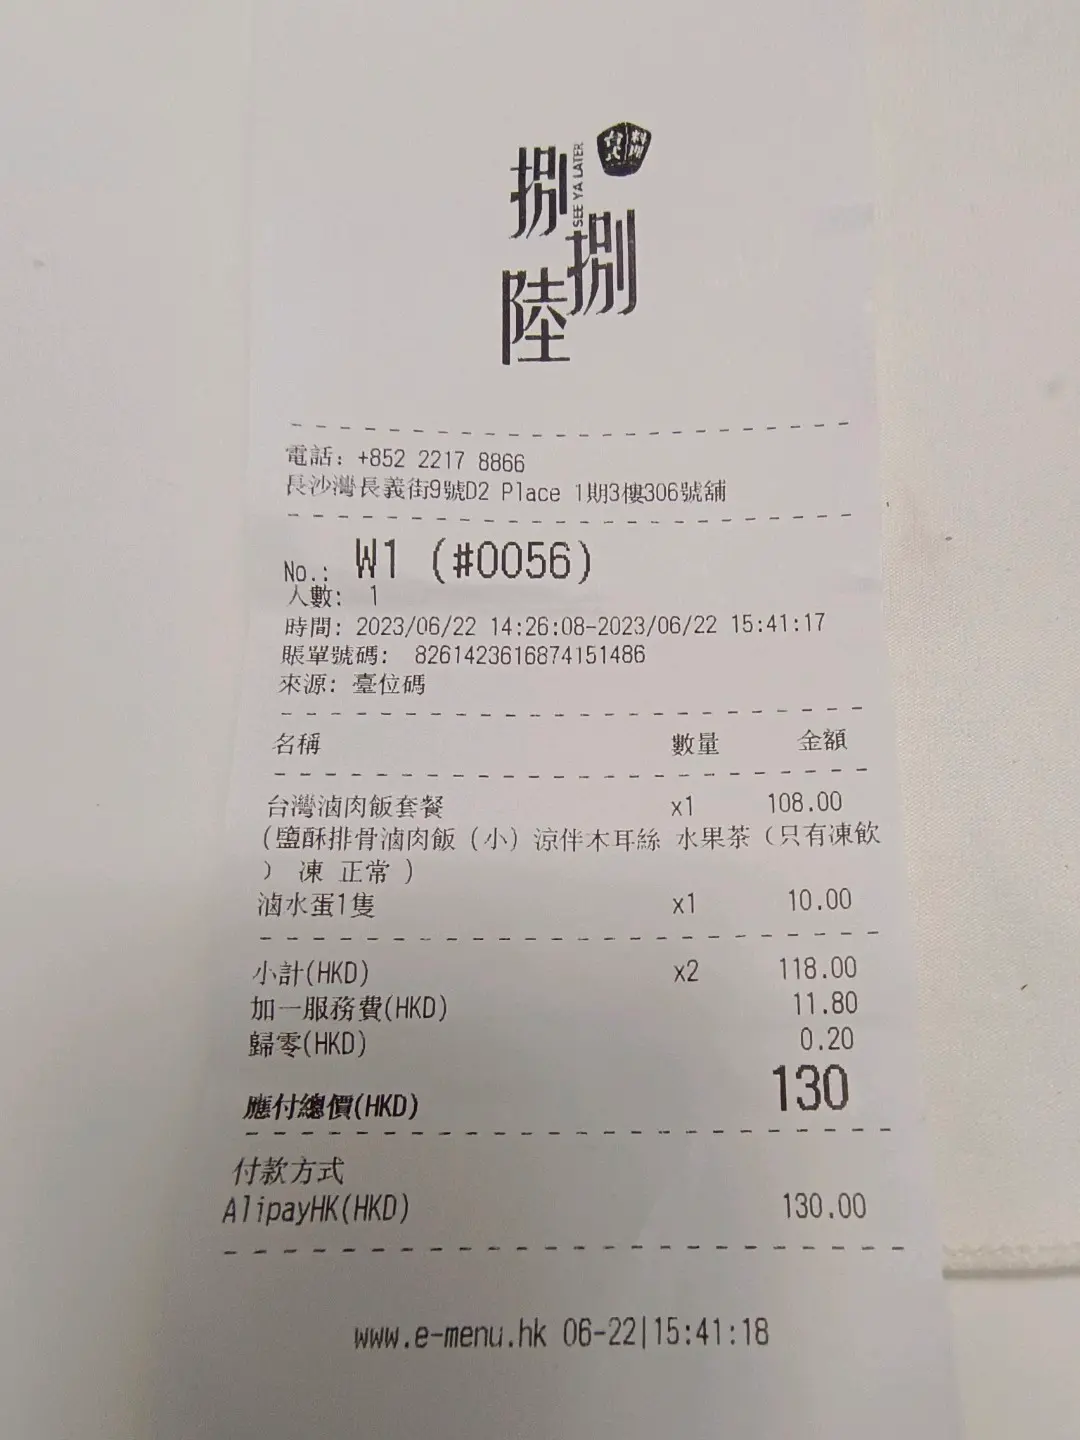 台式
料理
捌捌陸
SEE YA LATER
電話: +852 2217 8866
長沙灣長義街9號D2 Place 1期3樓306號舖
No.: W1 (#0056)
人數: 1
時間: 2023/06/22 14:26:08-2023/06/22 15:41:17
賬單號碼: 8261423616874151486
來源: 臺位碼
名稱 數量 金額
台灣滷肉飯套餐 x1 108.00
(鹽酥排骨滷肉飯（小）涼伴木耳絲 水果茶（只有凍飲
） 凍 正常 )
滷水蛋1隻 x1 10.00
小計(HKD) x2 118.00
加一服務費(HKD) 11.80
歸零(HKD) 0.20
應付總價(HKD) 130
付款方式
AlipayHK(HKD) 130.00
www.e-menu.hk 06-22|15:41:18